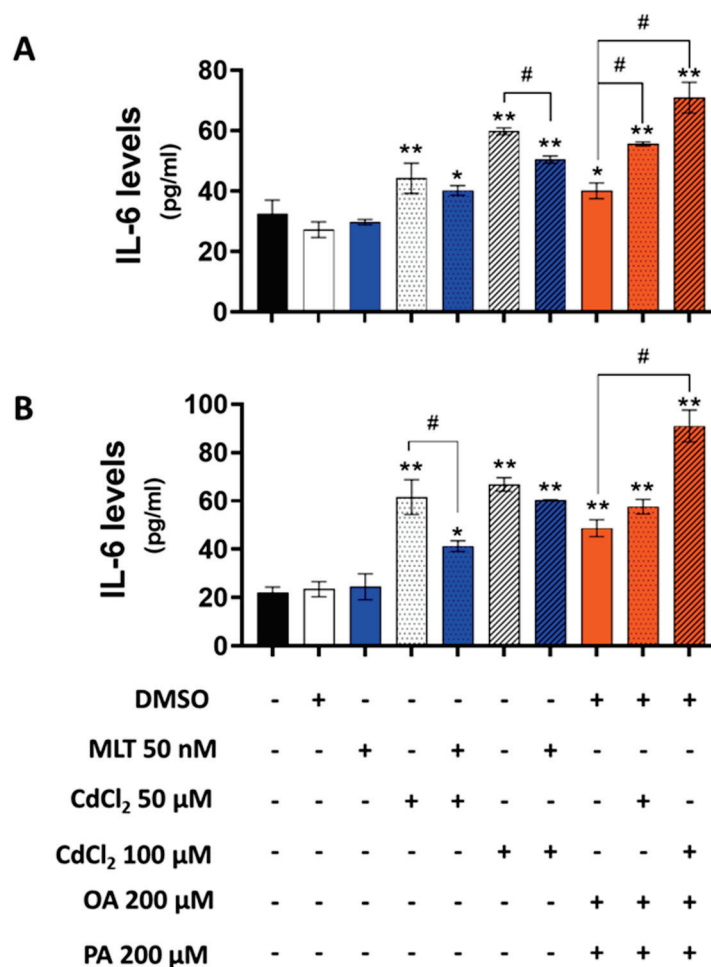 A
IL-6 levels
(pg/ml)
80
60
40
20
0
** * ** ** * ** **
# # #
B
IL-6 levels
(pg/ml)
100
80
60
40
20
0
** * ** ** ** ** **
# #
DMSO - + - - - - - + + +
MLT 50 nM - - + - + - + - - -
CdCl₂ 50 µM - - - + + - - - + -
CdCl₂ 100 µM - - - - - + + - - +
OA 200 µM - - - - - - - + + +
PA 200 µM - - - - - - - + + +